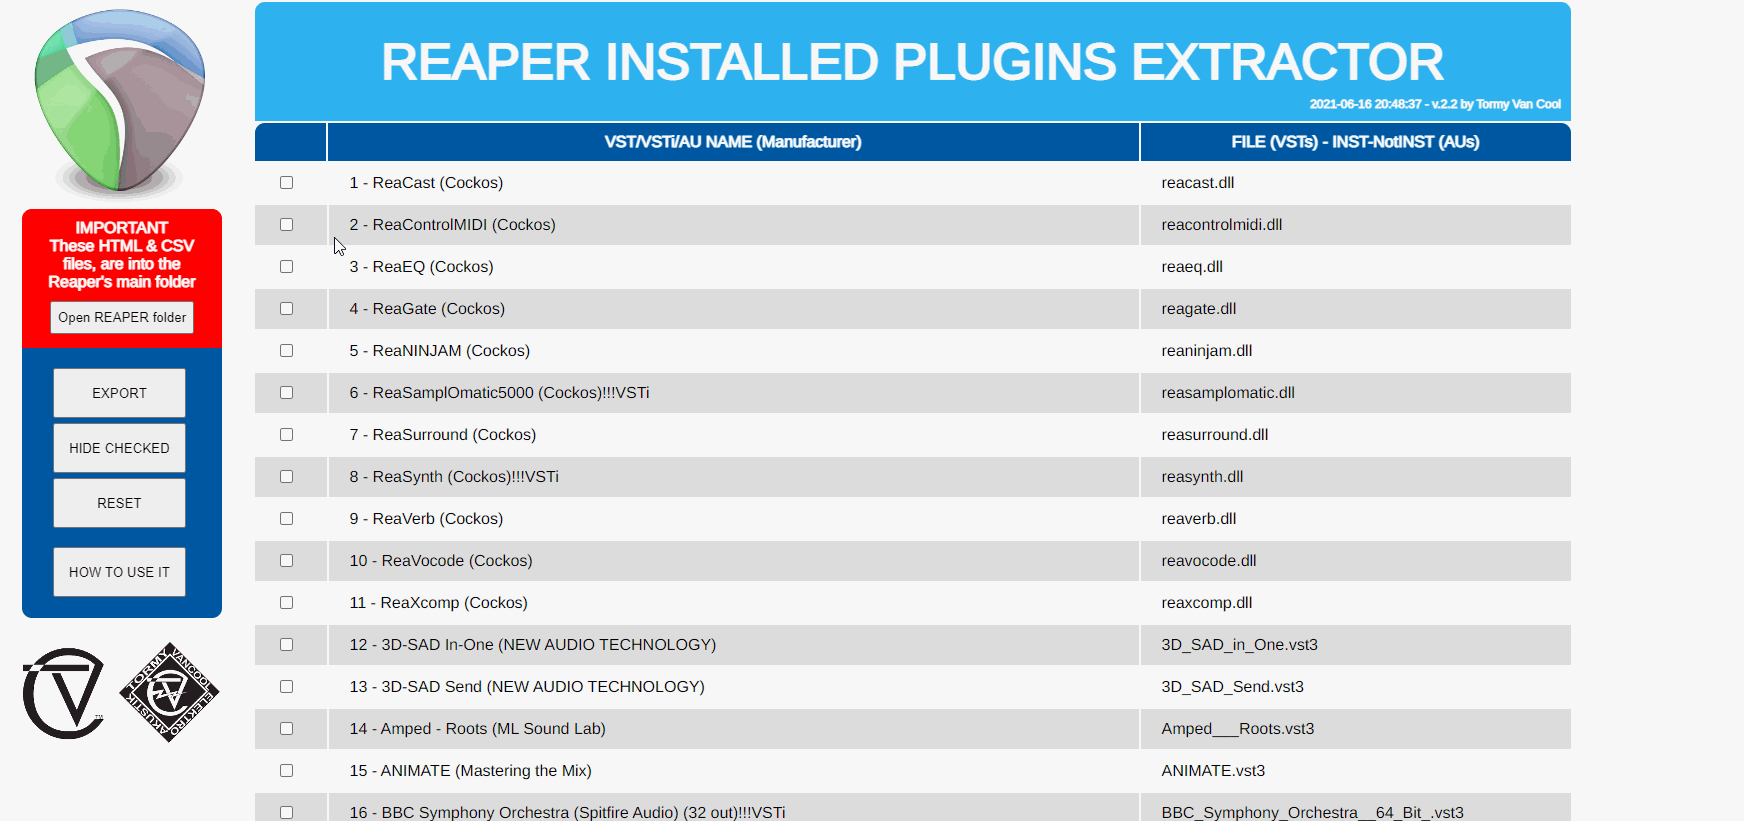 REAPER INSTALLED PLUGINS EXTRACTOR
2021-06-16 20:48:37 - v.2.2 by Tormy Van Cool
IMPORTANT
These HTML & CSV
files, are into the
Reaper's main folder
Open REAPER folder
EXPORT
HIDE CHECKED
RESET
HOW TO USE IT
TORMY VANCOOL
ELEKTRO AKUSTIK
TM
VST/VSTi/AU NAME (Manufacturer) FILE (VSTs) - INST-NotINST (AUs)
1 - ReaCast (Cockos) reacast.dll
2 - ReaControlMIDI (Cockos) reacontrolmidi.dll
3 - ReaEQ (Cockos) reaeq.dll
4 - ReaGate (Cockos) reagate.dll
5 - ReaNINJAM (Cockos) reaninjam.dll
6 - ReaSamplOmatic5000 (Cockos)!!!VSTi reasamplomatic.dll
7 - ReaSurround (Cockos) reasurround.dll
8 - ReaSynth (Cockos)!!!VSTi reasynth.dll
9 - ReaVerb (Cockos) reaverb.dll
10 - ReaVocode (Cockos) reavocode.dll
11 - ReaXcomp (Cockos) reaxcomp.dll
12 - 3D-SAD In-One (NEW AUDIO TECHNOLOGY) 3D_SAD_in_One.vst3
13 - 3D-SAD Send (NEW AUDIO TECHNOLOGY) 3D_SAD_Send.vst3
14 - Amped - Roots (ML Sound Lab) Amped___Roots.vst3
15 - ANIMATE (Mastering the Mix) ANIMATE.vst3
16 - BBC Symphony Orchestra (Spitfire Audio) (32 out)!!!VSTi BBC_Symphony_Orchestra__64_Bit_.vst3